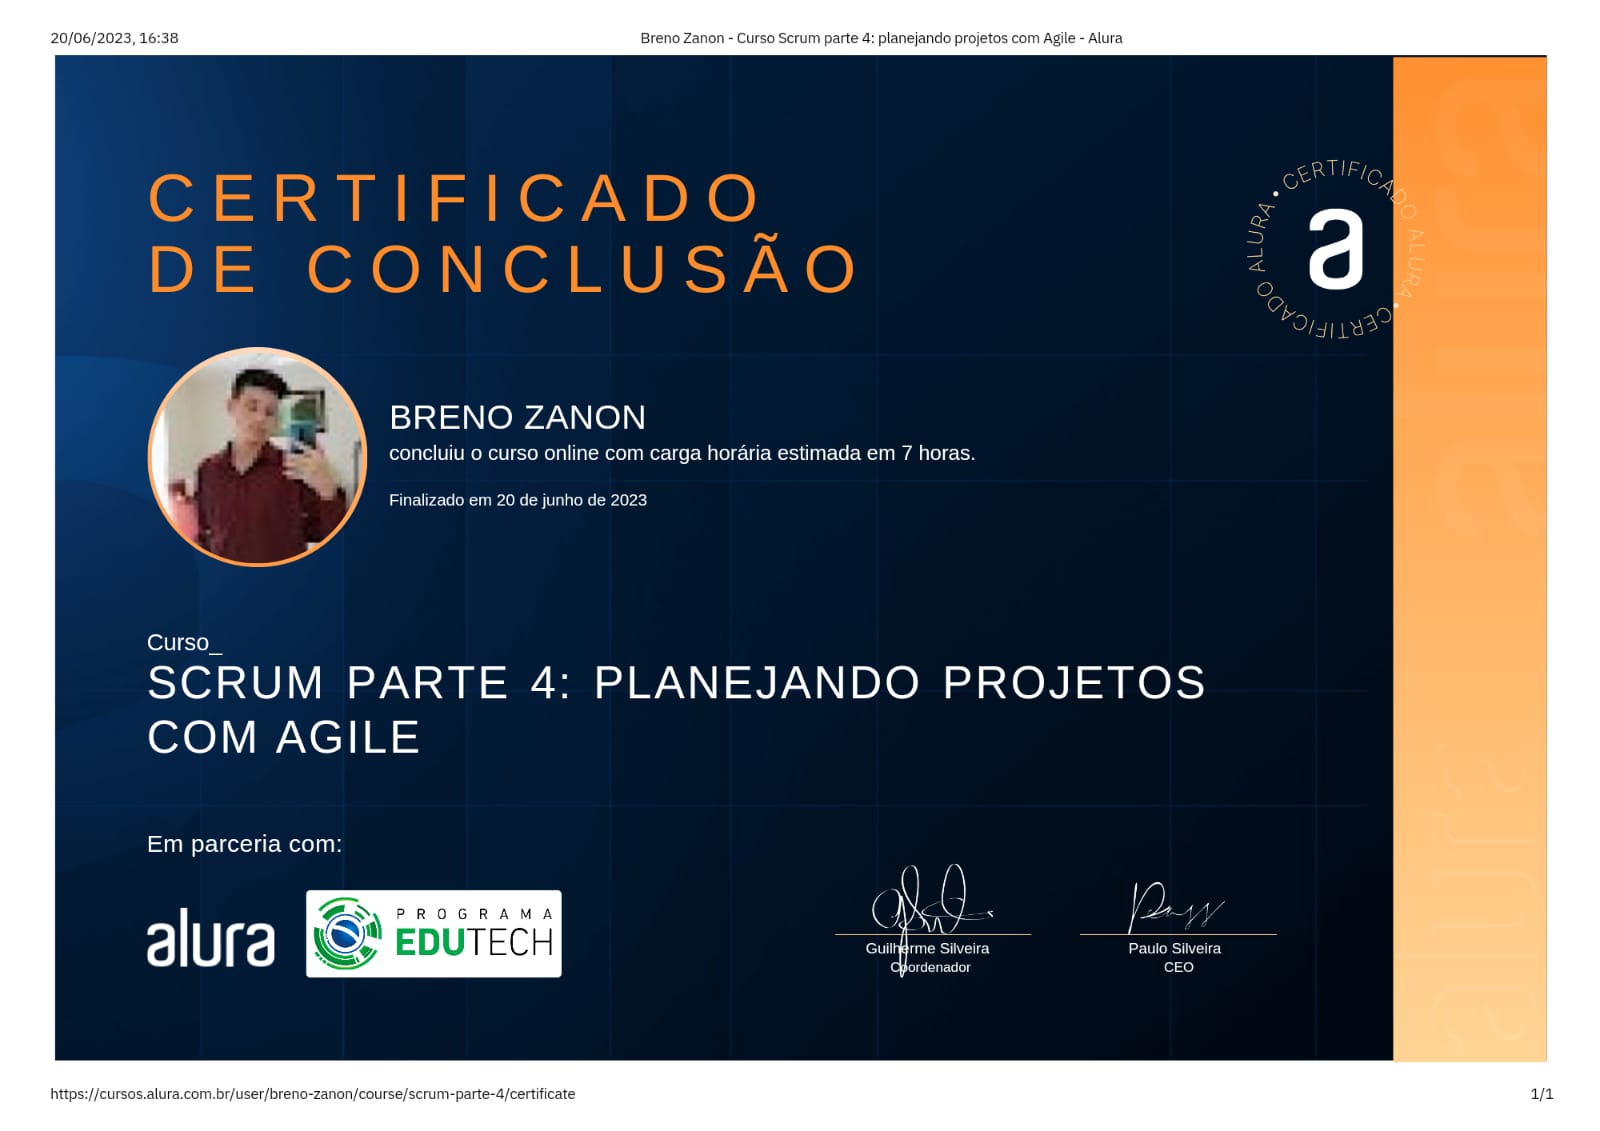 20/06/2023, 16:38
Breno Zanon - Curso Scrum parte 4: planejando projetos com Agile - Alura
CERTIFICADO
DE CONCLUSÃO
CERTIFICADO ALURA • CERTIFICADO ALURA •
a
BRENO ZANON
concluiu o curso online com carga horária estimada em 7 horas.
Finalizado em 20 de junho de 2023
Curso_
SCRUM PARTE 4: PLANEJANDO PROJETOS
COM AGILE
Em parceria com:
alura
PROGRAMA
EDUTECH
Guilherme Silveira
Coordenador
Paulo Silveira
CEO
alura
alura
https://cursos.alura.com.br/user/breno-zanon/course/scrum-parte-4/certificate
1/1